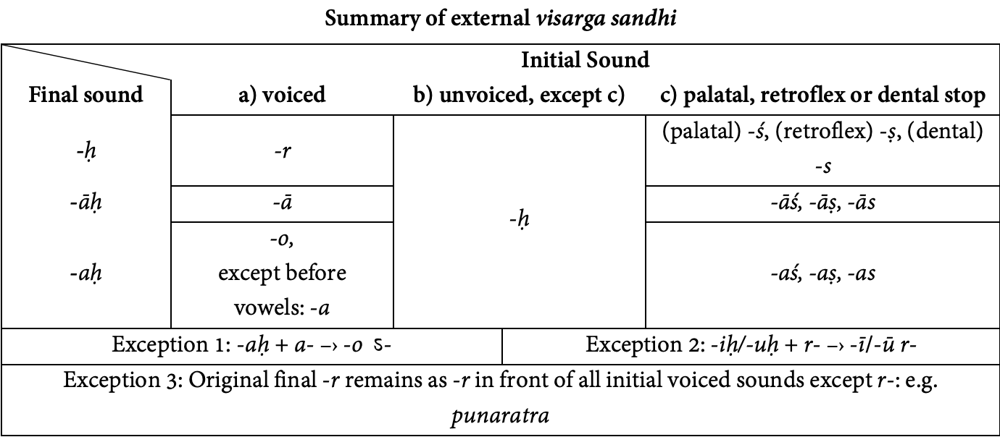 Summary of external visarga sandhi
Initial Sound
Final sound a) voiced b) unvoiced, except c) c) palatal, retroflex or dental stop
-ḥ -r -ḥ (palatal) -ś, (retroflex) -ṣ, (dental)
-s
-āḥ -ā -āś, -āṣ, -ās
-aḥ -o,
except before
vowels: -a
-aś, -aṣ, -as
Exception 1: -aḥ + a- –› -o ऽ-
Exception 2: -iḥ/-uḥ + r- –› -ī/-ū r-
Exception 3: Original final -r remains as -r in front of all initial voiced sounds except r-: e.g.
punaratra